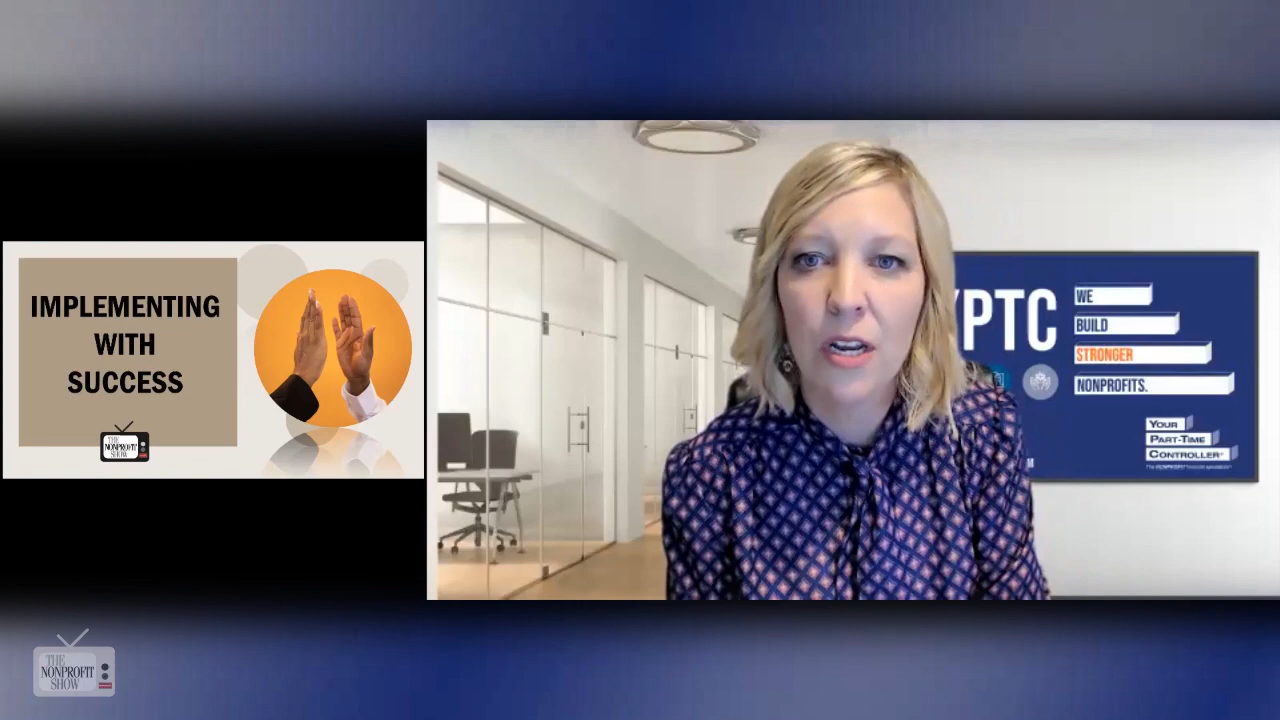 IMPLEMENTING
WITH
SUCCESS
THE
NONPROFIT
SHOW
YPTC
WE
BUILD
STRONGER
NONPROFITS.
YOUR
PART-TIME
CONTROLLER
THE
NONPROFIT
SHOW